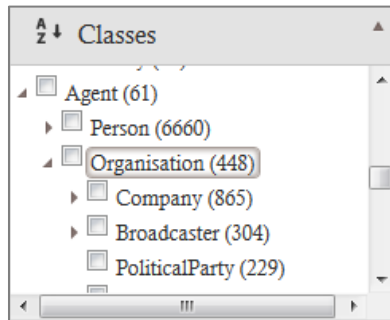 A Z Classes
Agent (61)
Person (6660)
Organisation (448)
Company (865)
Broadcaster (304)
PoliticalParty (229)